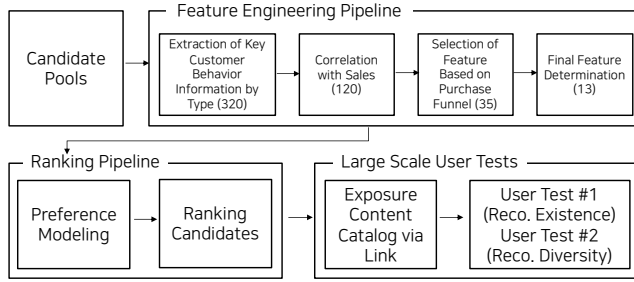 Feature Engineering Pipeline
Candidate
Pools
Extraction of Key
Customer
Behavior
Information by
Type (320)
Correlation
with Sales
(120)
Selection of
Feature
Based on
Purchase
Funnel (35)
Final Feature
Determination
(13)
Ranking Pipeline
Preference
Modeling
Ranking
Candidates
Large Scale User Tests
Exposure
Content
Catalog via
Link
User Test #1
(Reco. Existence)
User Test #2
(Reco. Diversity)